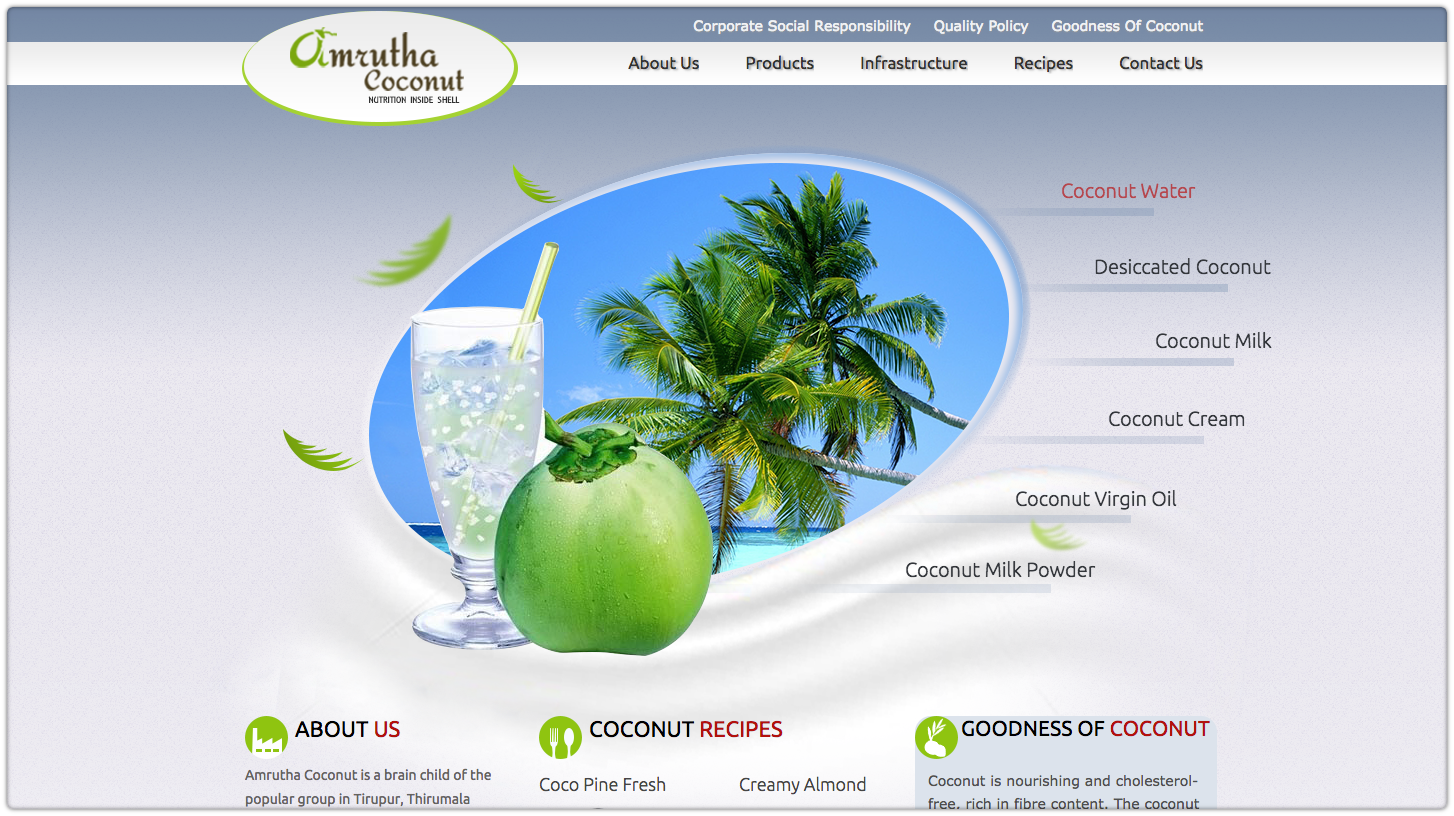 Corporate Social Responsibility Quality Policy Goodness Of Coconut
Amrutha
Coconut
NUTRITION INSIDE SHELL
About Us Products Infrastructure Recipes Contact Us
Coconut Water
Desiccated Coconut
Coconut Milk
Coconut Cream
Coconut Virgin Oil
Coconut Milk Powder
ABOUT US
Amrutha Coconut is a brain child of the
popular group in Tirupur, Thirumala
COCONUT RECIPES
Coco Pine Fresh Creamy Almond
GOODNESS OF COCONUT
Coconut is nourishing and cholesterol-
free, rich in fibre content. The coconut